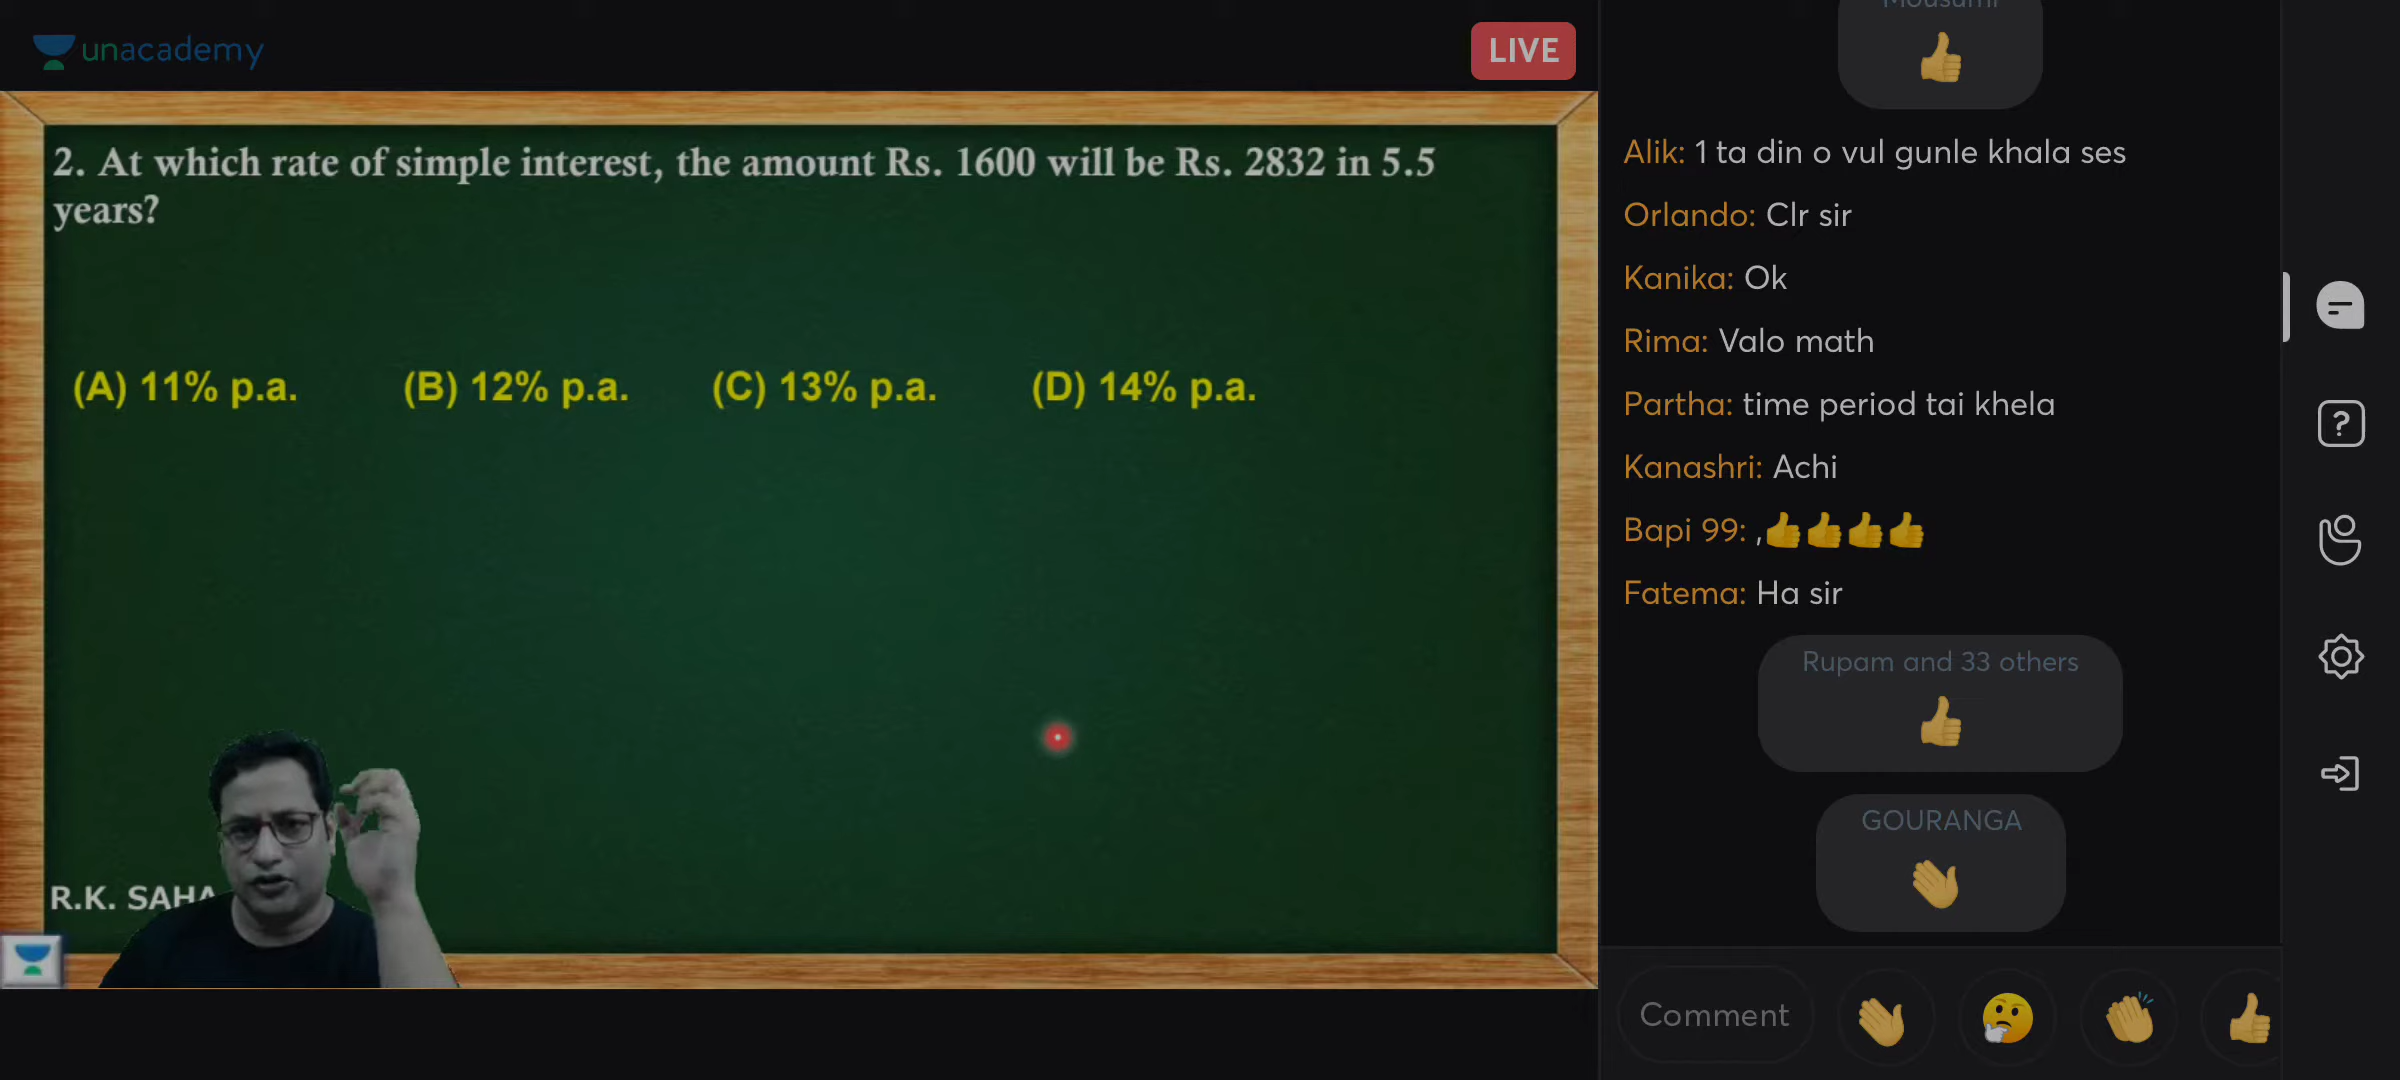 unacademy
LIVE
2. At which rate of simple interest, the amount Rs. 1600 will be Rs. 2832 in 5.5
years?
(A) 11% p.a. (B) 12% p.a. (C) 13% p.a. (D) 14% p.a.
R.K. SAHA
Mousumi
👍
Alik: 1 ta din o vul gunle khala ses
Orlando: Clr sir
Kanika: Ok
Rima: Valo math
Partha: time period tai khela
Kanashri: Achi
Bapi 99: ,👍👍👍👍
Fatema: Ha sir
Rupam and 33 others
👍
GOURANGA
👋
Comment